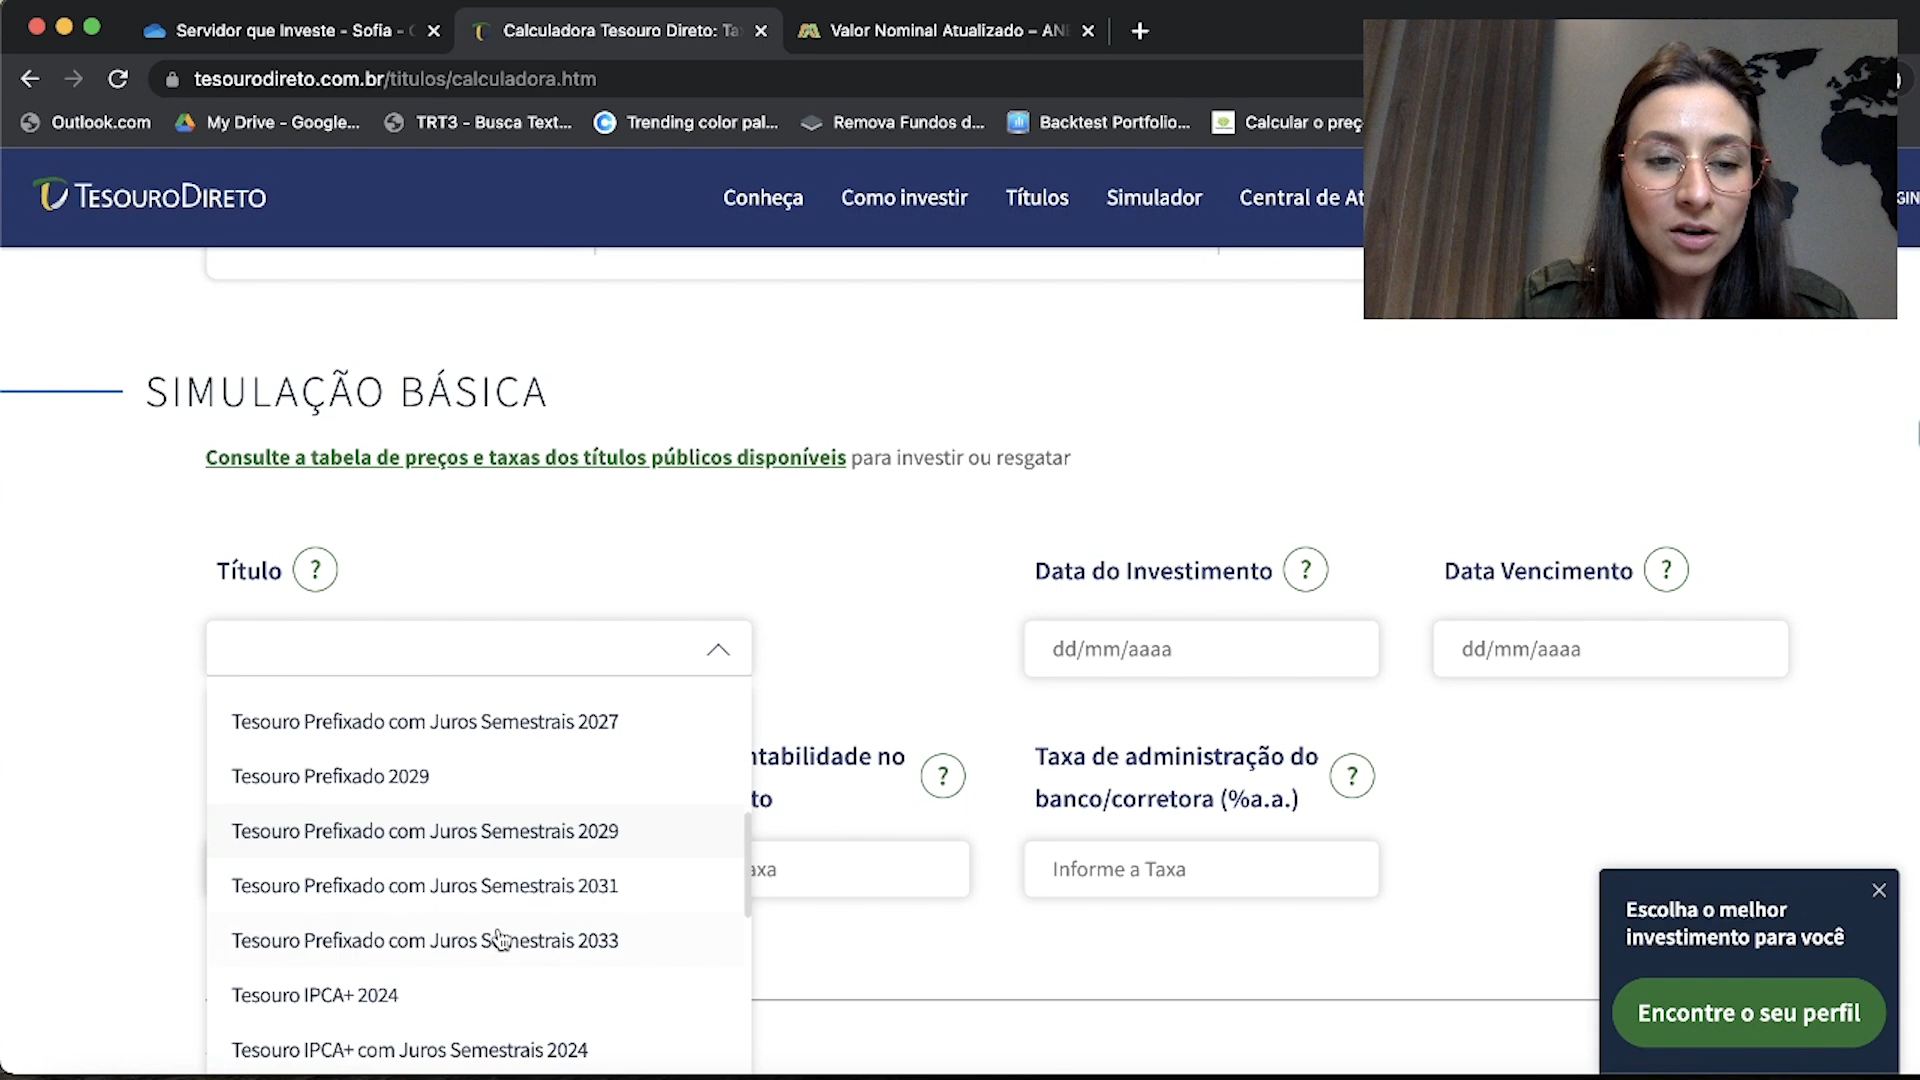 Servidor que Investe - Sofia -
Calculadora Tesouro Direto: Ta
Valor Nominal Atualizado – AN
tesourodireto.com.br/titulos/calculadora.htm
Outlook.com
My Drive - Google...
TRT3 - Busca Text...
Trending color pal...
Remova Fundos d...
Backtest Portfolio...
Calcular o preç
TESOURODIRETO
Conheça
Como investir
Títulos
Simulador
Central de At
GIN
SIMULAÇÃO BÁSICA
Consulte a tabela de preços e taxas dos títulos públicos disponíveis para investir ou resgatar
Título ?
Data do Investimento ?
Data Vencimento ?
dd/mm/aaaa
dd/mm/aaaa
Tesouro Prefixado com Juros Semestrais 2027
Tesouro Prefixado 2029
Tesouro Prefixado com Juros Semestrais 2029
Tesouro Prefixado com Juros Semestrais 2031
Tesouro Prefixado com Juros Semestrais 2033
Tesouro IPCA+ 2024
Tesouro IPCA+ com Juros Semestrais 2024
ntabilidade no
to
?
axa
Taxa de administração do
banco/corretora (%a.a.)
?
Informe a Taxa
Escolha o melhor
investimento para você
Encontre o seu perfil